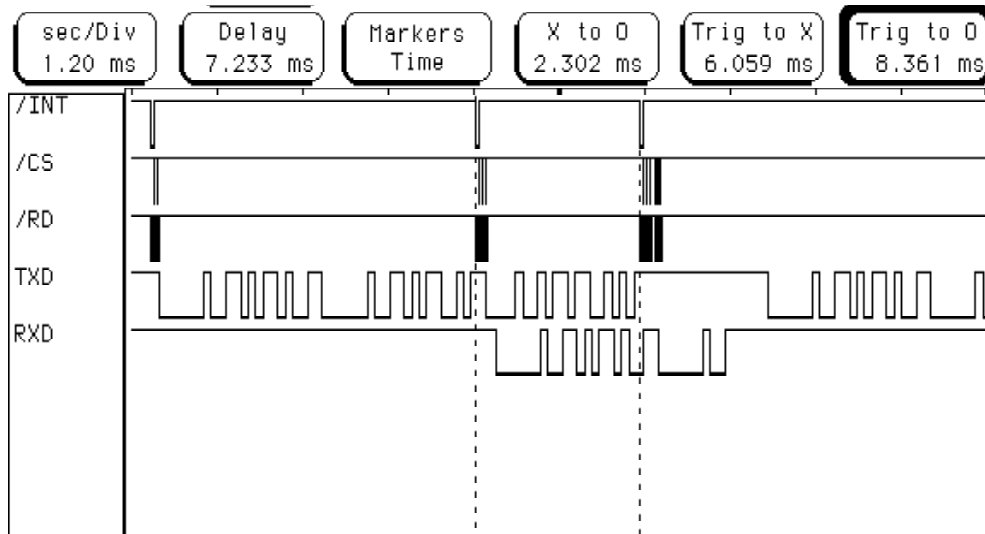 sec/Div
1.20 ms
Delay
7.233 ms
Markers
Time
X to O
2.302 ms
Trig to X
6.059 ms
Trig to O
8.361 ms
/INT
/CS
/RD
TXD
RXD